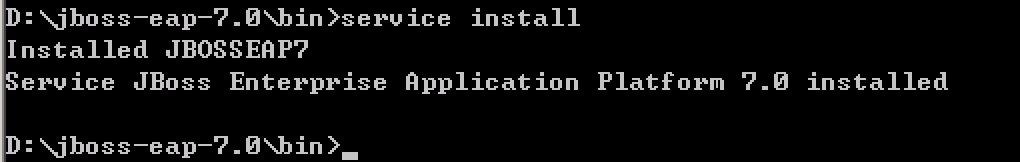 D:\jboss-eap-7.0\bin>service install
Installed JBOSSEAP7
Service JBoss Enterprise Application Platform 7.0 installed
D:\jboss-eap-7.0\bin>_